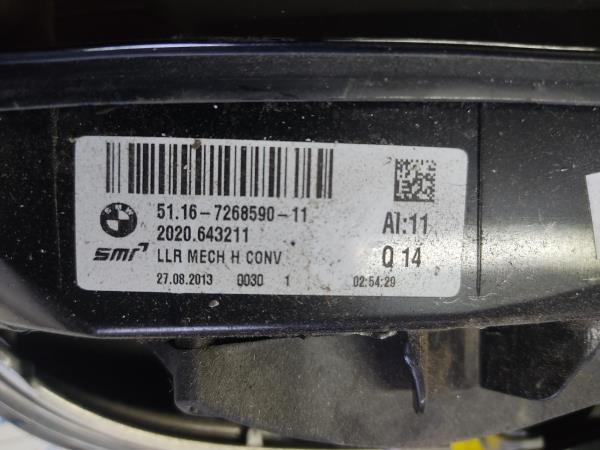 51.16-7268590-11 AI:11
2020.643211
smr LLR MECH H CONV Q 14
27.08.2013 0030 1 02:54:29